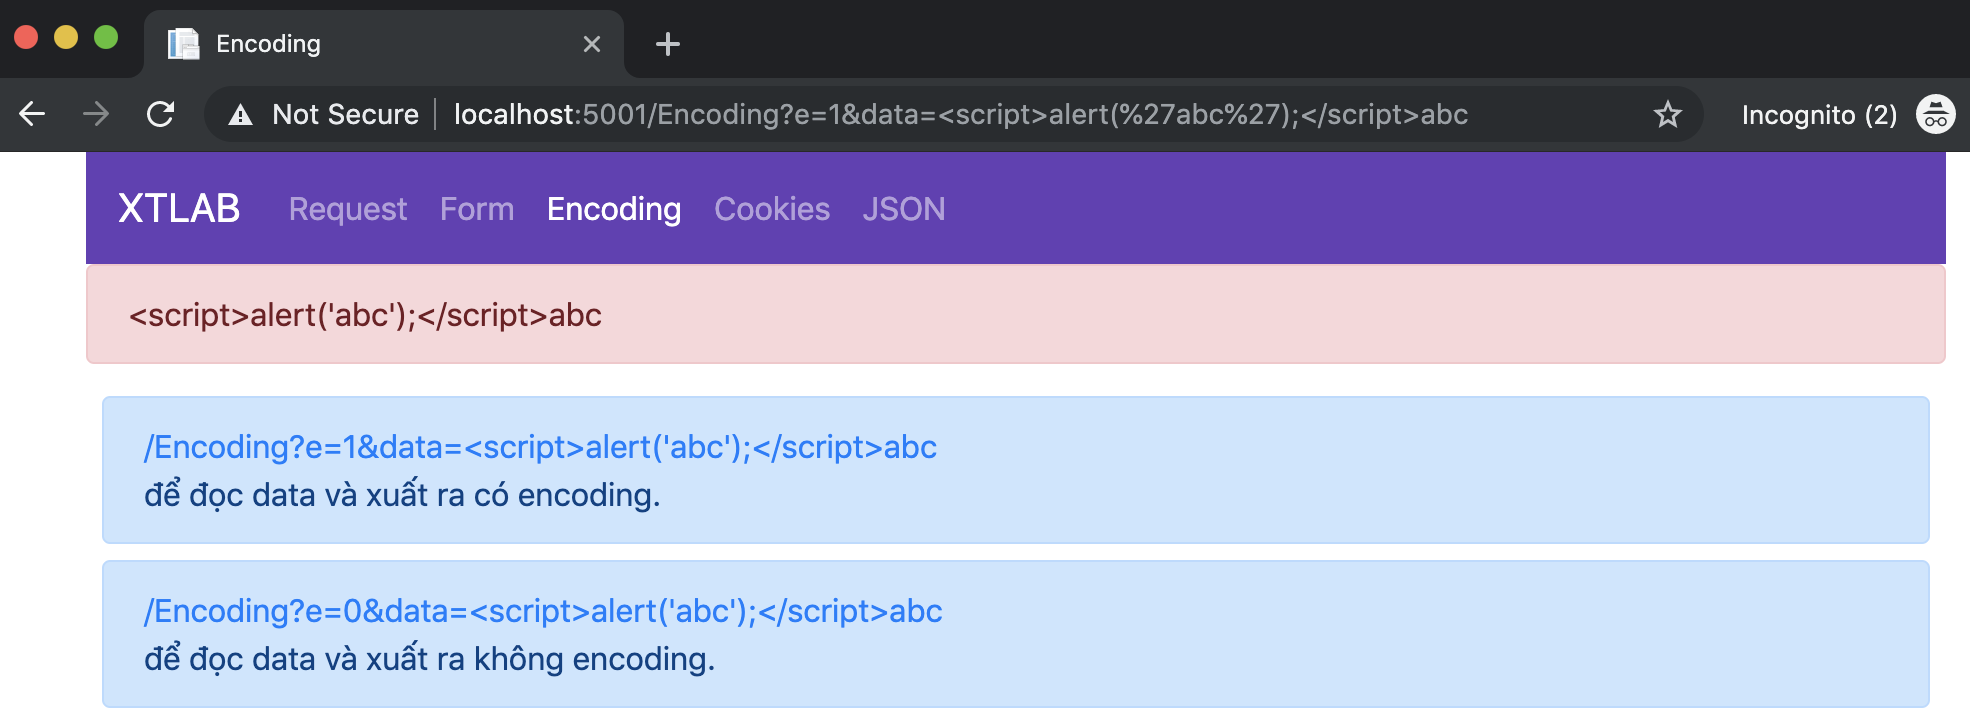 Encoding
Not Secure localhost:5001/Encoding?e=1&data=<script>alert(%27abc%27);</script>abc Incognito (2)
XTLAB Request Form Encoding Cookies JSON
<script>alert('abc');</script>abc
/Encoding?e=1&data=<script>alert('abc');</script>abc
để đọc data và xuất ra có encoding.
/Encoding?e=0&data=<script>alert('abc');</script>abc
để đọc data và xuất ra không encoding.